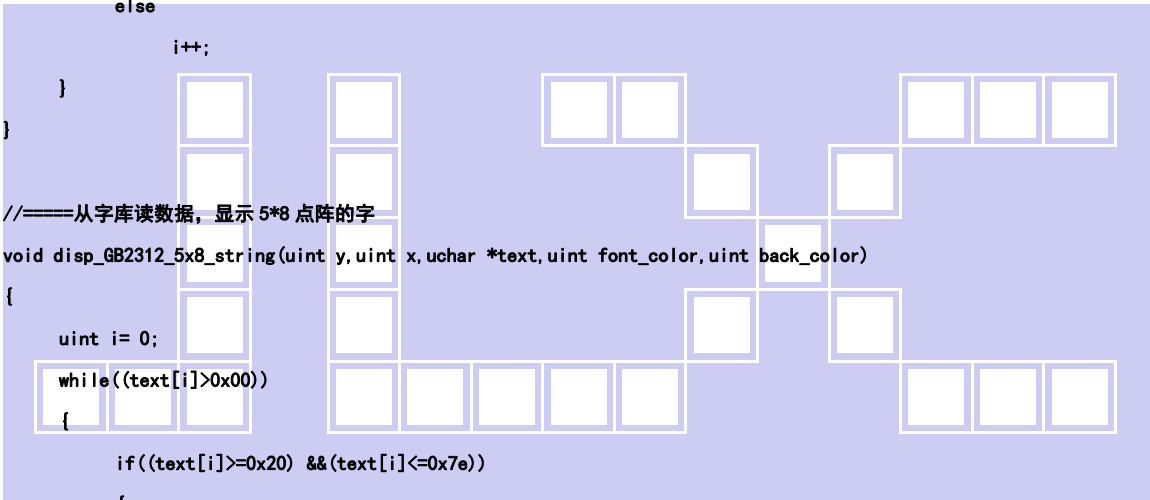 else
i++;
}
}
//=====从字库读数据，显示 5*8 点阵的字
void disp_GB2312_5x8_string(uint y,uint x,uchar *text,uint font_color,uint back_color)
{
uint i= 0;
while((text[i]>0x00))
{
if((text[i]>=0x20) &&(text[i]<=0x7e))
{